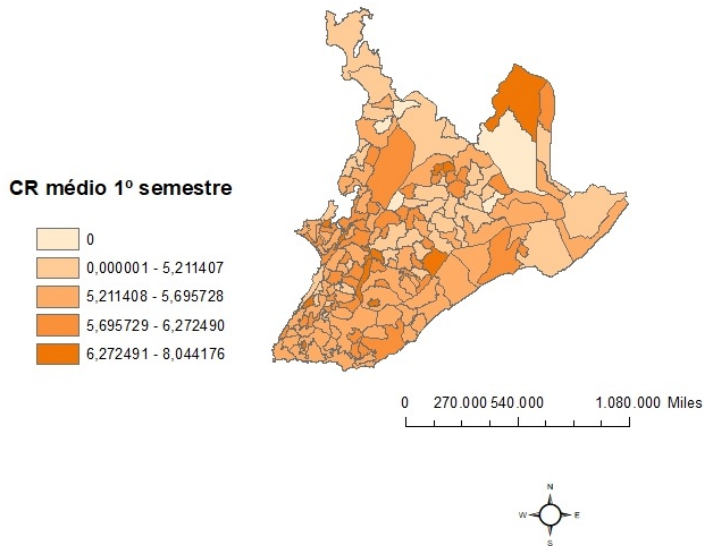 CR médio 1º semestre
0
0,000001 - 5,211407
5,211408 - 5,695728
5,695729 - 6,272490
6,272491 - 8,044176
0 270.000 540.000 1.080.000 Miles
N
W E
S